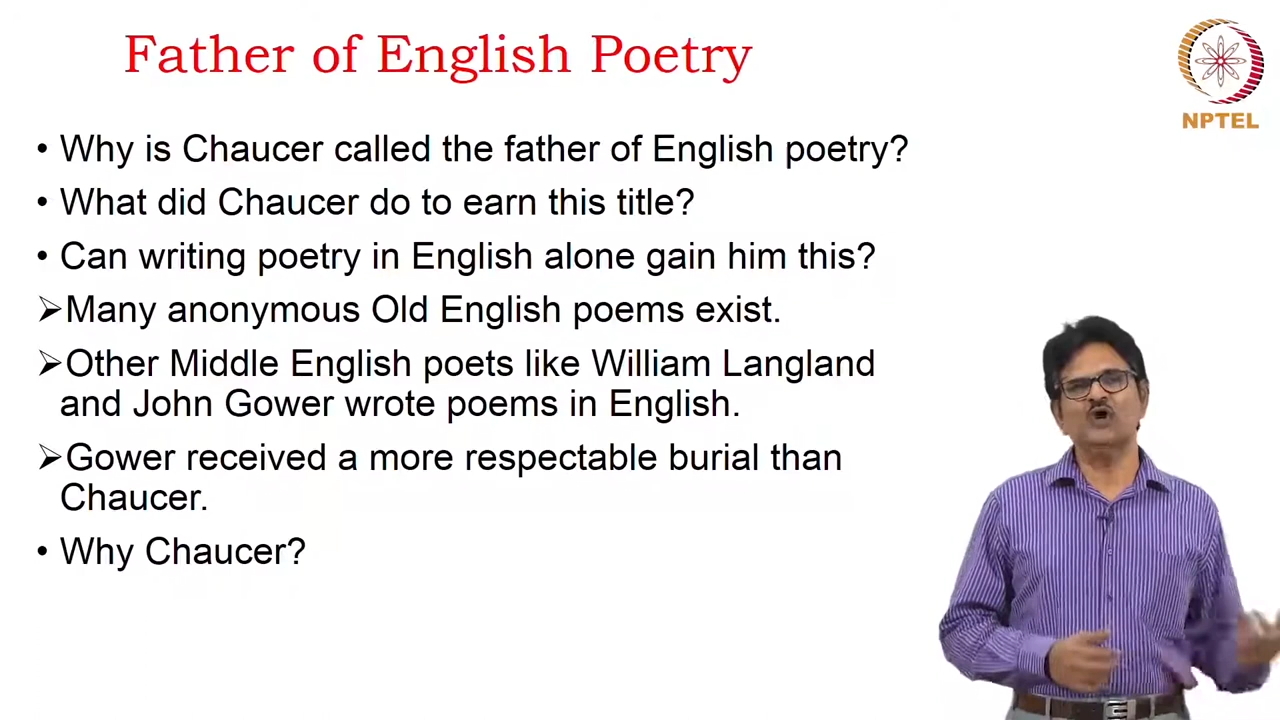 Father of English Poetry
NPTEL
• Why is Chaucer called the father of English poetry?
• What did Chaucer do to earn this title?
• Can writing poetry in English alone gain him this?
➢Many anonymous Old English poems exist.
➢Other Middle English poets like William Langland
and John Gower wrote poems in English.
➢Gower received a more respectable burial than
Chaucer.
• Why Chaucer?